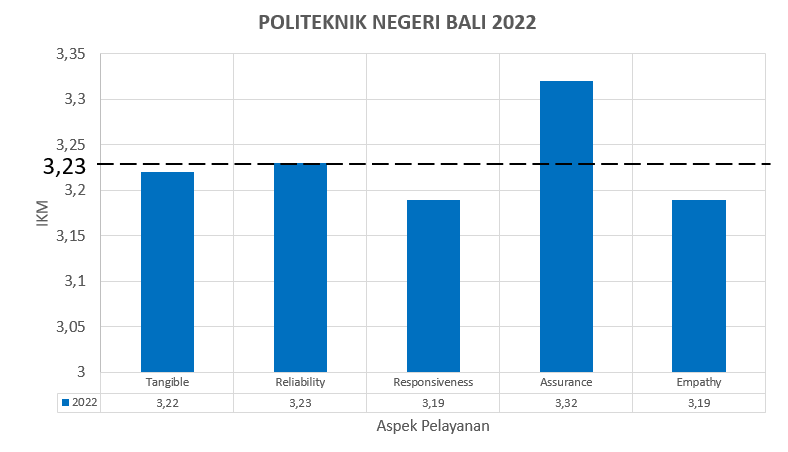 POLITEKNIK NEGERI BALI 2022
3,35
3,3
3,25
3,23
3,2
3,15
3,1
3,05
3
IKM
Tangible Reliability Responsiveness Assurance Empathy
2022 3,22 3,23 3,19 3,32 3,19
Aspek Pelayanan